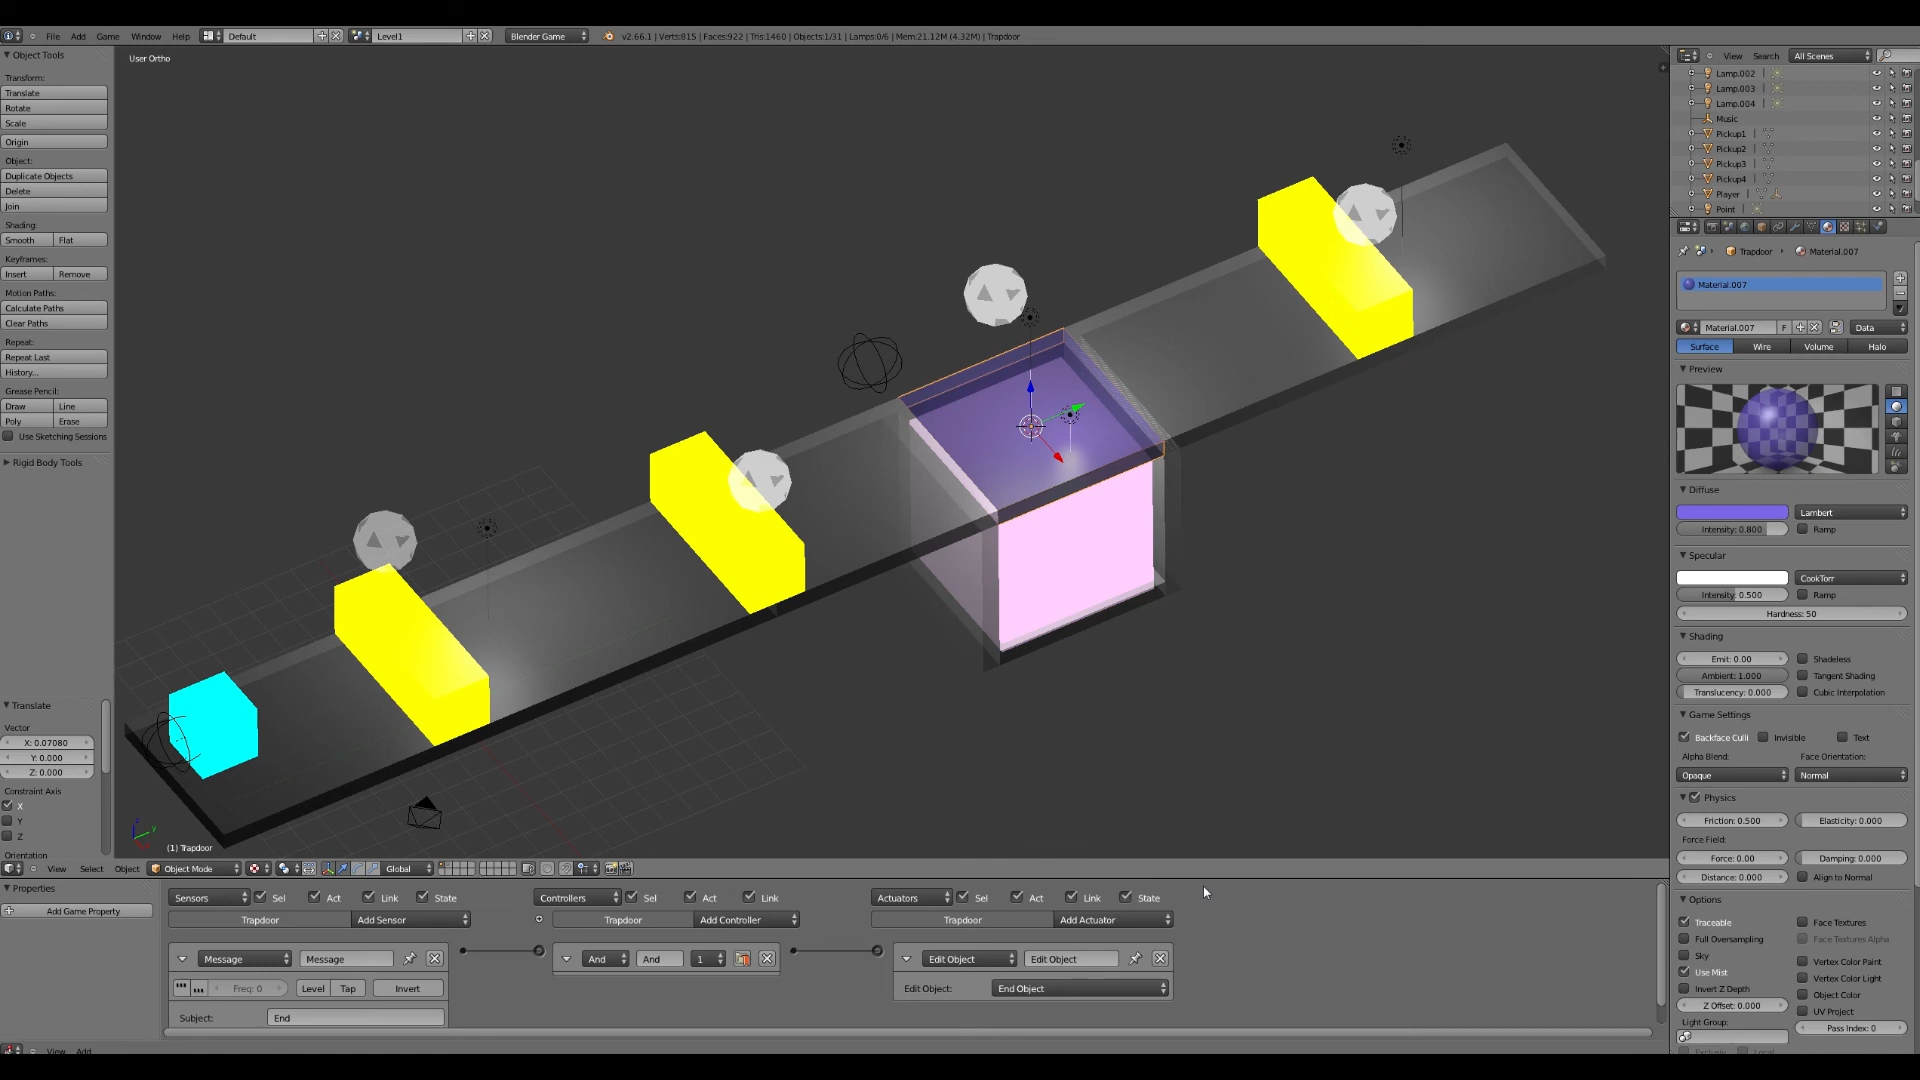 File Add Game Window Help Default Level1 Blender Game v2.66.1 | Verts:815 | Faces:922 | Tris:1460 | Objects:1/31 | Lamps:0/6 | Mem:21.12M (4.32M) | Trapdoor
Object Tools
Transform:
Translate
Rotate
Scale
Origin
Object:
Duplicate Objects
Delete
Join
Shading:
Smooth Flat
Keyframes:
Insert Remove
Motion Paths:
Calculate Paths
Clear Paths
Repeat:
Repeat Last
History...
Grease Pencil:
Draw Line
Poly Erase
Use Sketching Sessions
Rigid Body Tools
Translate
Vector
X: 0.07080
Y: 0.000
Z: 0.000
Constraint Axis
X
Y
Z
Orientation
User Ortho
(1) Trapdoor
View Select Object Object Mode Global
View Search All Scenes
Lamp.002
Lamp.003
Lamp.004
Music
Pickup1
Pickup2
Pickup3
Pickup4
Player
Point
Trapdoor Material.007
Material.007
Material.007 F Data
Surface Wire Volume Halo
Preview
Diffuse
Lambert
Intensity: 0.800 Ramp
Specular
CookTorr
Intensity: 0.500 Ramp
Hardness: 50
Shading
Emit: 0.00 Shadeless
Ambient: 1.000 Tangent Shading
Translucency: 0.000 Cubic Interpolation
Game Settings
Backface Culli Invisible Text
Alpha Blend: Face Orientation:
Opaque Normal
Physics
Friction: 0.500 Elasticity: 0.000
Force Field:
Force: 0.00 Damping: 0.000
Distance: 0.000 Align to Normal
Options
Traceable Face Textures
Full Oversampling Face Textures Alpha
Sky Vertex Color Paint
Use Mist Vertex Color Light
Invert Z Depth Object Color
Z Offset: 0.000 UV Project
Light Group: Pass Index: 0
Exclusiv Local
Properties
Add Game Property
Sensors Sel Act Link State
Trapdoor Add Sensor
Message Message
Freq: 0 Level Tap Invert
Subject: End
Controllers Sel Act Link
Trapdoor Add Controller
And And 1
Actuators Sel Act Link State
Trapdoor Add Actuator
Edit Object Edit Object
Edit Object: End Object
View Add